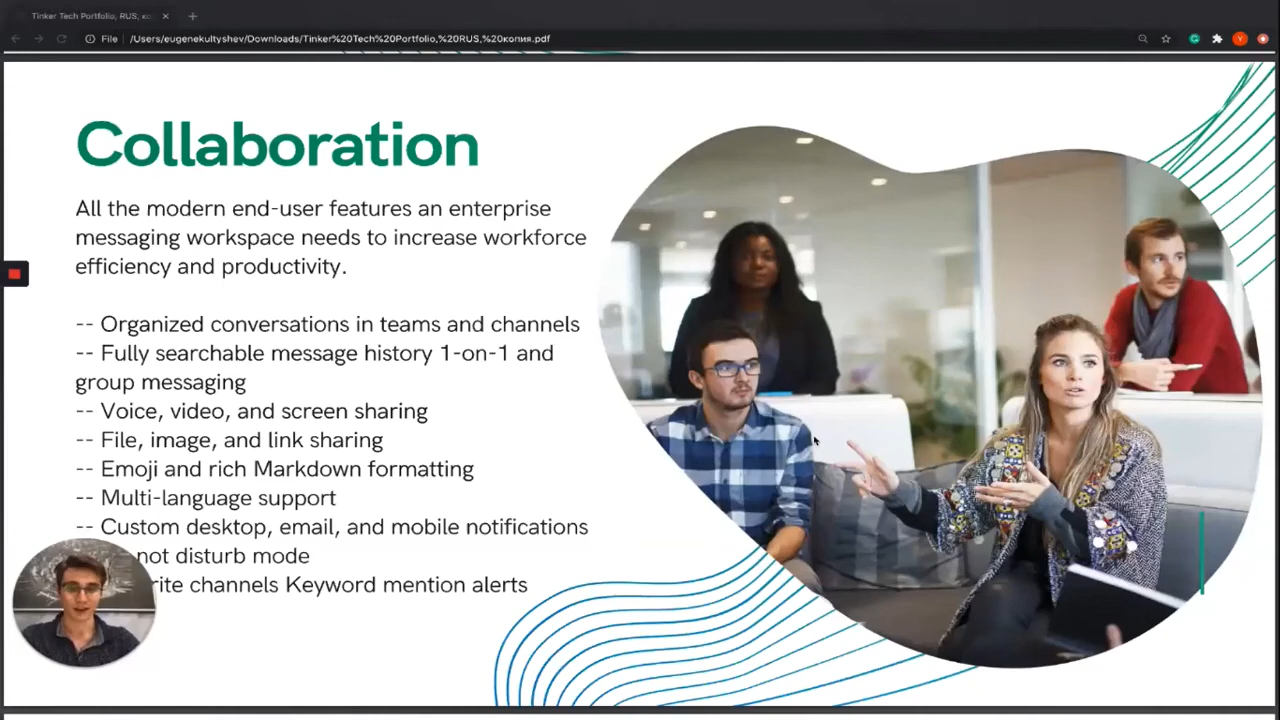 Tinker Tech Portfolio, RUS, ко
File
/Users/eugenekultyshev/Downloads/Tinker%20Tech%20Portfolio,%20RUS,%20копия.pdf
Collaboration
All the modern end-user features an enterprise
messaging workspace needs to increase workforce
efficiency and productivity.
-- Organized conversations in teams and channels
-- Fully searchable message history 1-on-1 and
group messaging
-- Voice, video, and screen sharing
-- File, image, and link sharing
-- Emoji and rich Markdown formatting
-- Multi-language support
-- Custom desktop, email, and mobile notifications
not disturb mode
rite channels Keyword mention alerts